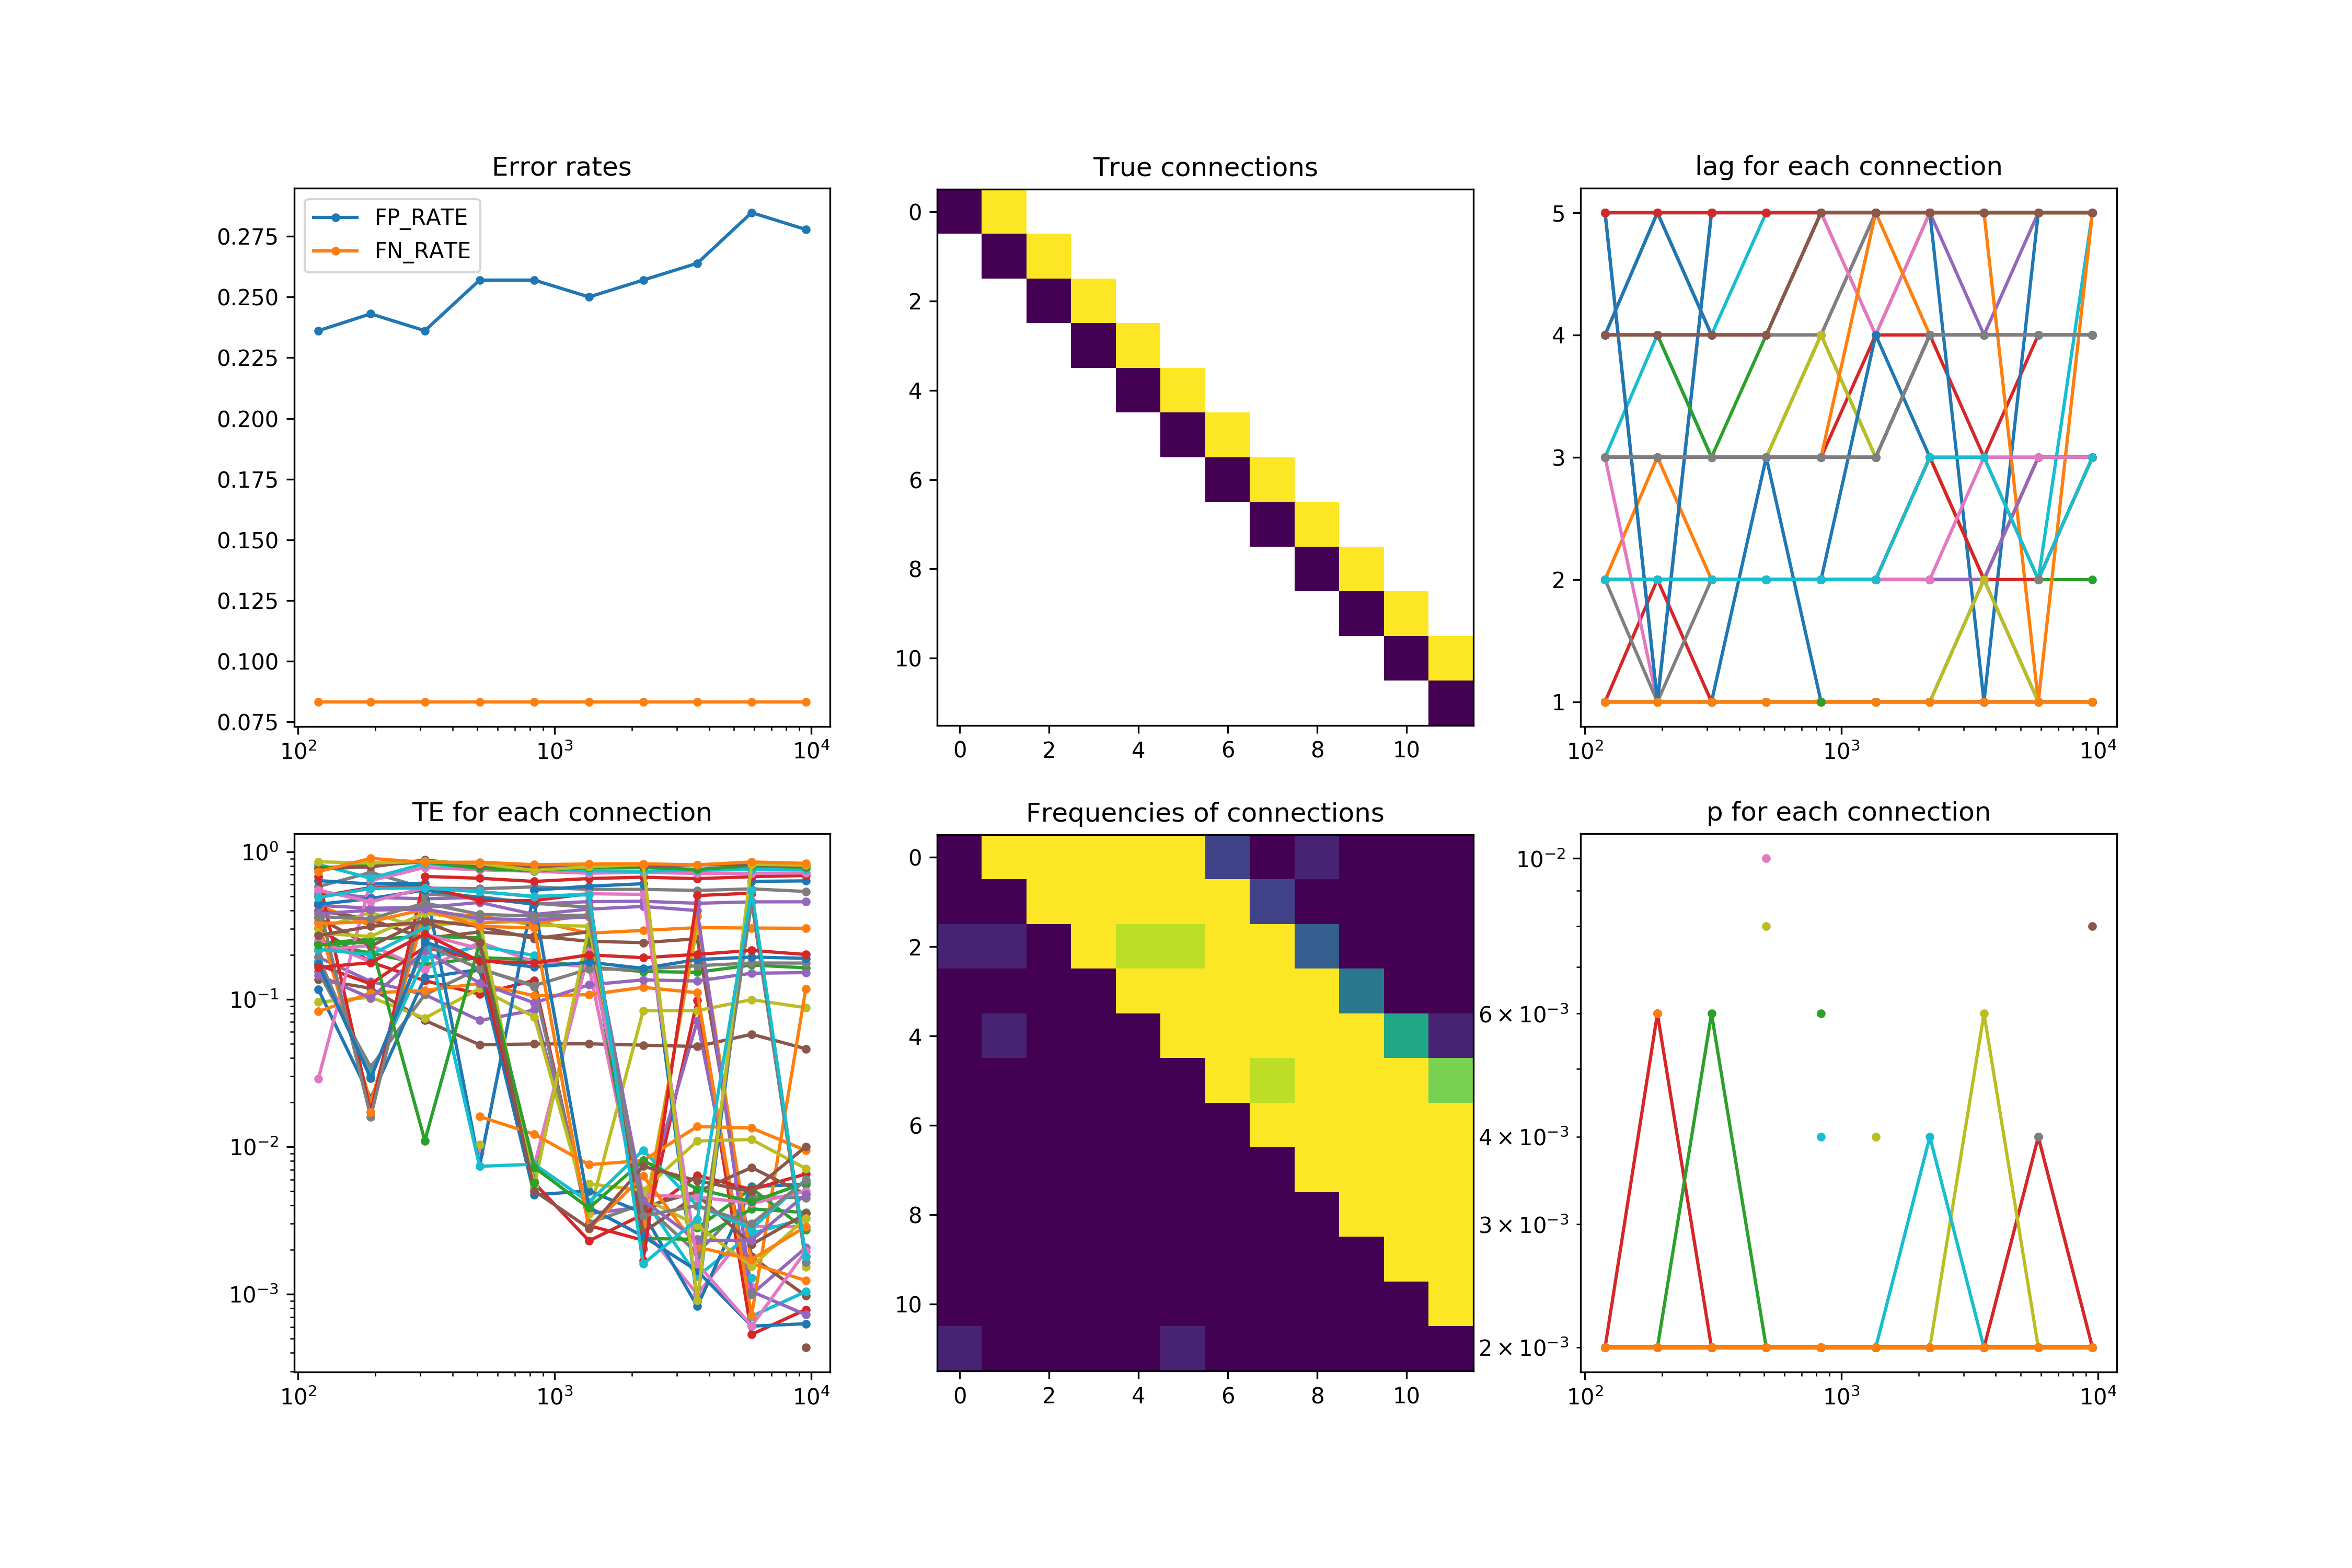 Error rates
FP_RATE
FN_RATE
0.275
0.250
0.225
0.200
0.175
0.150
0.125
0.100
0.075
10² 10³ 10⁴
True connections
0
2
4
6
8
10
0 2 4 6 8 10
lag for each connection
5
4
3
2
1
10² 10³ 10⁴
TE for each connection
10⁰
10⁻¹
10⁻²
10⁻³
10² 10³ 10⁴
Frequencies of connections
0
2
4
6
8
10
0 2 4 6 8 10
p for each connection
10⁻²
6 × 10⁻³
4 × 10⁻³
3 × 10⁻³
2 × 10⁻³
10² 10³ 10⁴